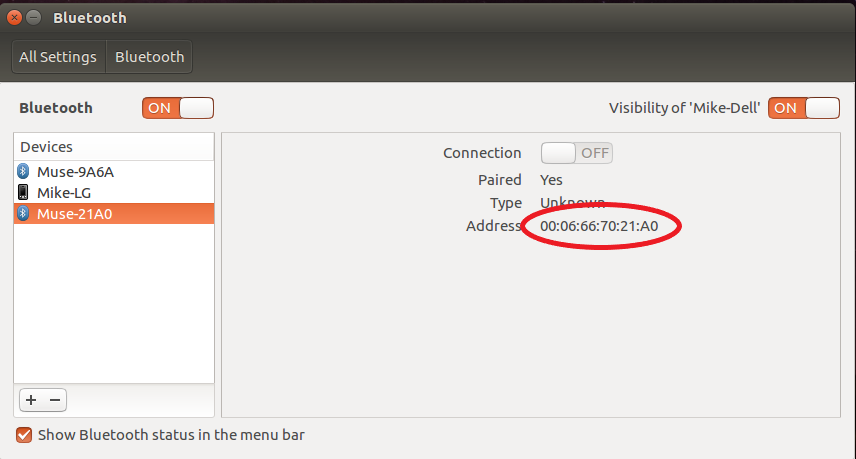 Bluetooth
All Settings Bluetooth
Bluetooth ON Visibility of 'Mike-Dell' ON
Devices
Muse-9A6A
Mike-LG
Muse-21A0
Connection OFF
Paired Yes
Type Unknown
Address 00:06:66:70:21:A0
+ −
Show Bluetooth status in the menu bar